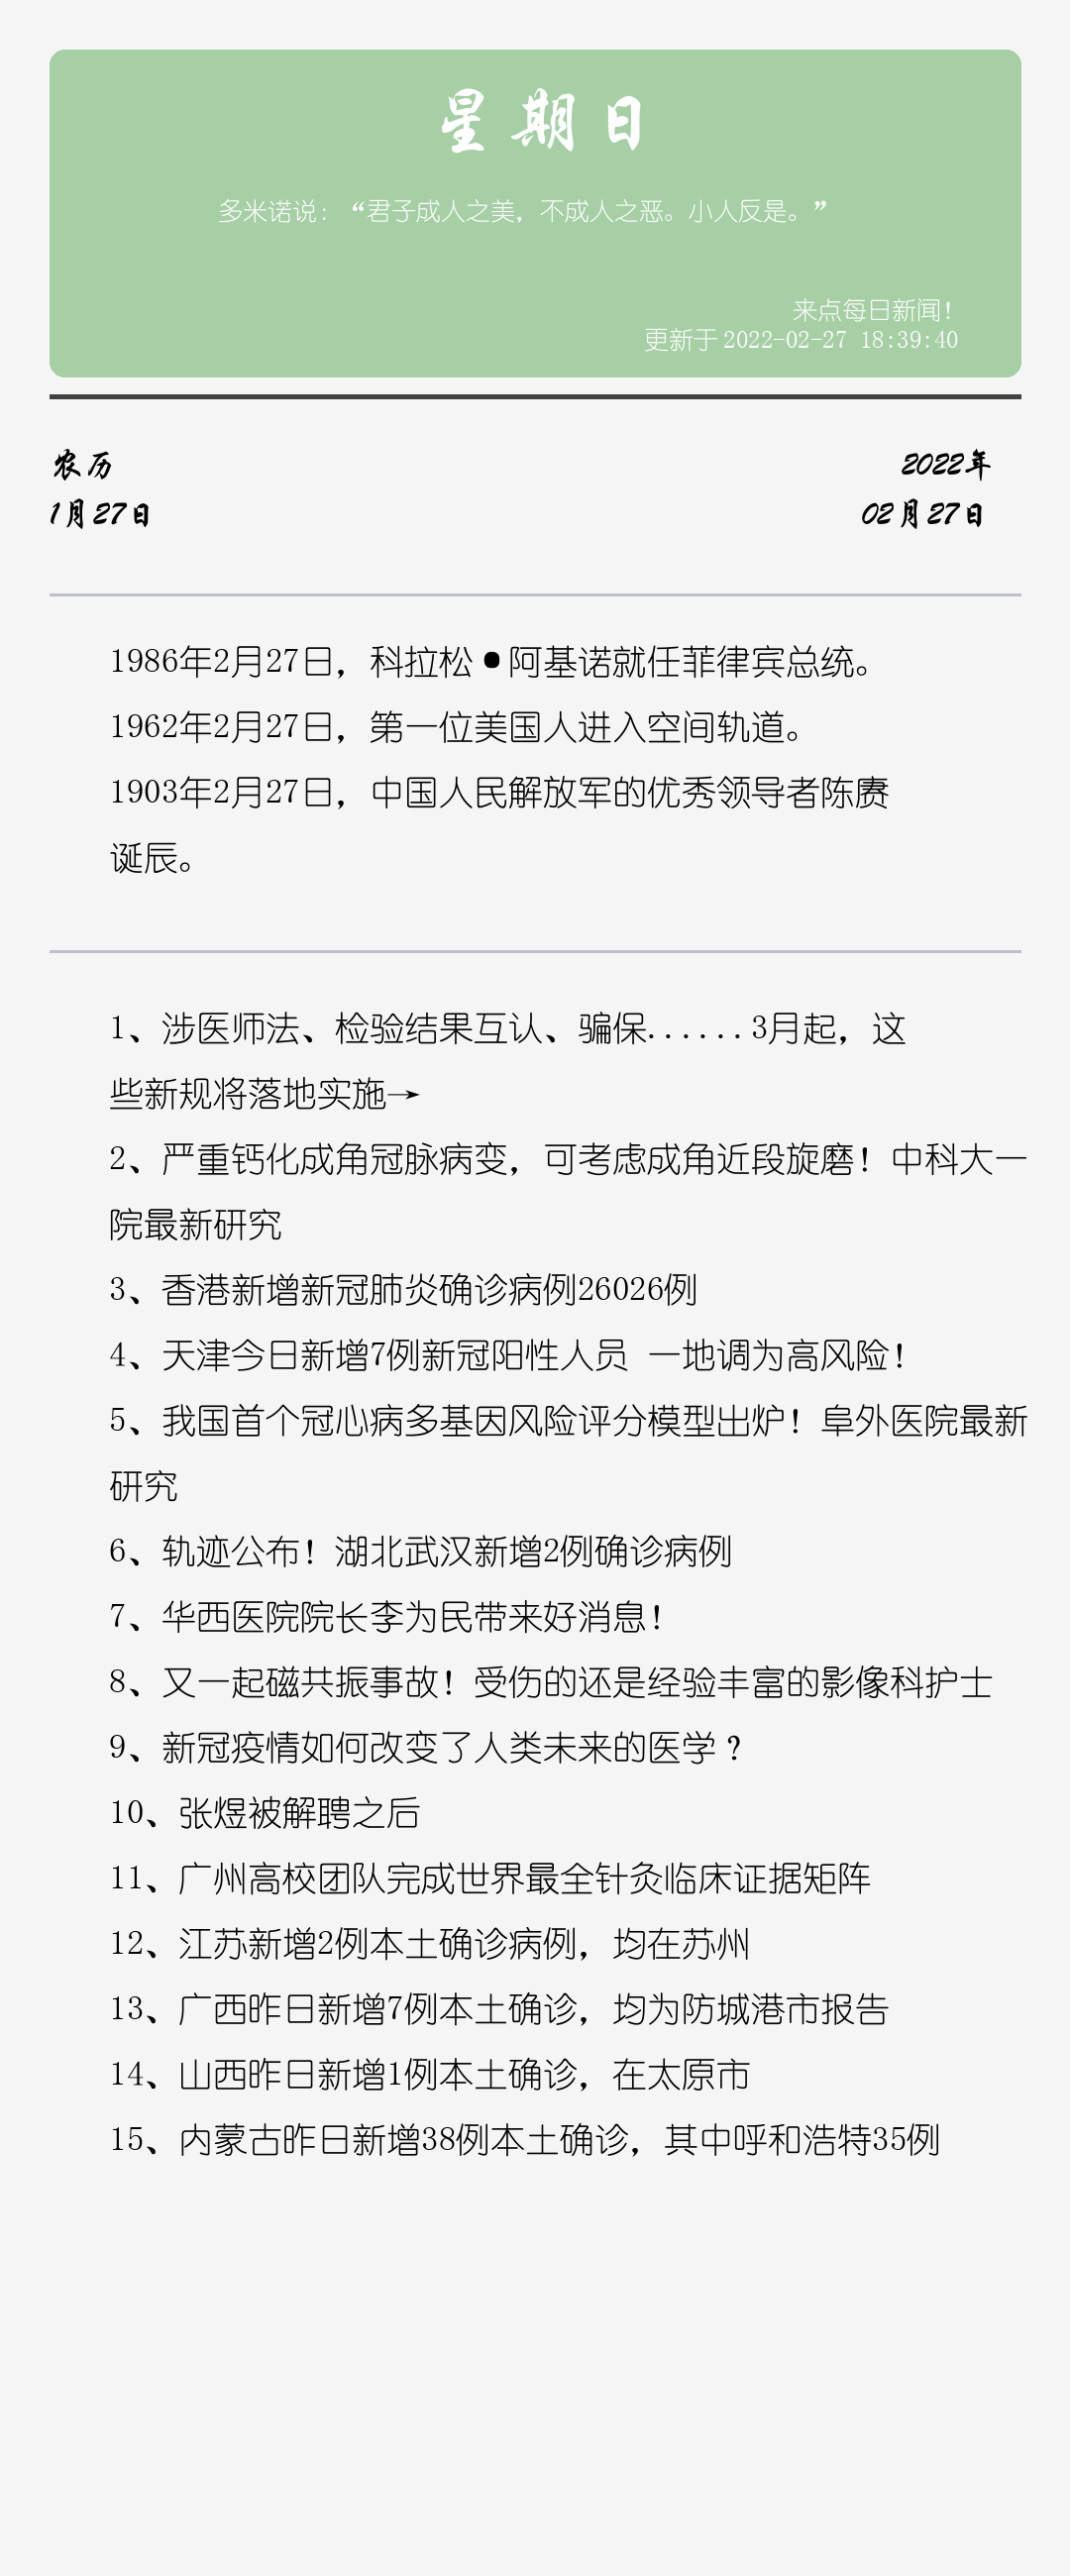 星期日
多米诺说：“君子成人之美，不成人之恶。小人反是。”
来点每日新闻！
更新于 2022-02-27 18:39:40
农历
2022年
1月27日
02月27日
1986年2月27日，科拉松●阿基诺就任菲律宾总统。
1962年2月27日，第一位美国人进入空间轨道。
1903年2月27日，中国人民解放军的优秀领导者陈赓
诞辰。
1、涉医师法、检验结果互认、骗保......3月起，这
些新规将落地实施→
2、严重钙化成角冠脉病变，可考虑成角近段旋磨！中科大一
院最新研究
3、香港新增新冠肺炎确诊病例26026例
4、天津今日新增7例新冠阳性人员 一地调为高风险！
5、我国首个冠心病多基因风险评分模型出炉！阜外医院最新
研究
6、轨迹公布！湖北武汉新增2例确诊病例
7、华西医院院长李为民带来好消息！
8、又一起磁共振事故！受伤的还是经验丰富的影像科护士
9、新冠疫情如何改变了人类未来的医学？
10、张煜被解聘之后
11、广州高校团队完成世界最全针灸临床证据矩阵
12、江苏新增2例本土确诊病例，均在苏州
13、广西昨日新增7例本土确诊，均为防城港市报告
14、山西昨日新增1例本土确诊，在太原市
15、内蒙古昨日新增38例本土确诊，其中呼和浩特35例